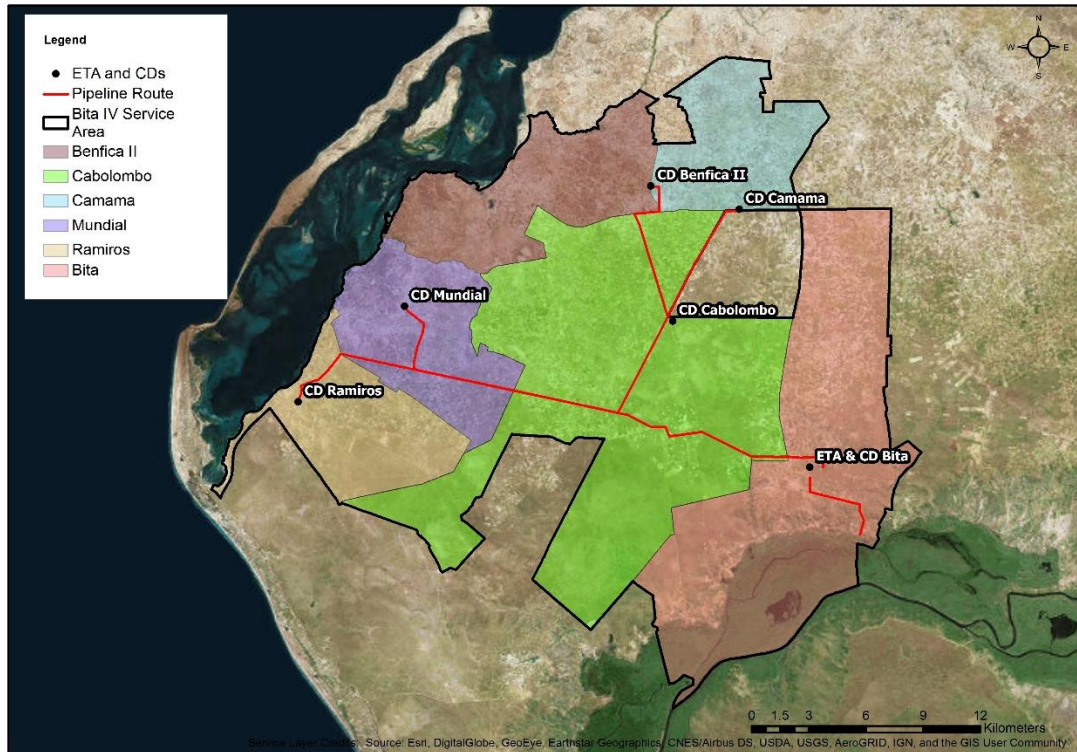 Legend
ETA and CDs
Pipeline Route
Bita IV Service
Area
Benfica II
Cabolombo
Camama
Mundial
Ramiros
Bita
N
W
E
S
CD Benfica II
CD Camama
CD Mundial
CD Cabolombo
CD Ramiros
ETA & CD Bita
0 1.5 3 6 9 12
Kilometers
Service Layer Credits: Source: Esri, DigitalGlobe, GeoEye, Earthstar Geographics, CNES/Airbus DS, USDA, USGS, AeroGRID, IGN, and the GIS User Community